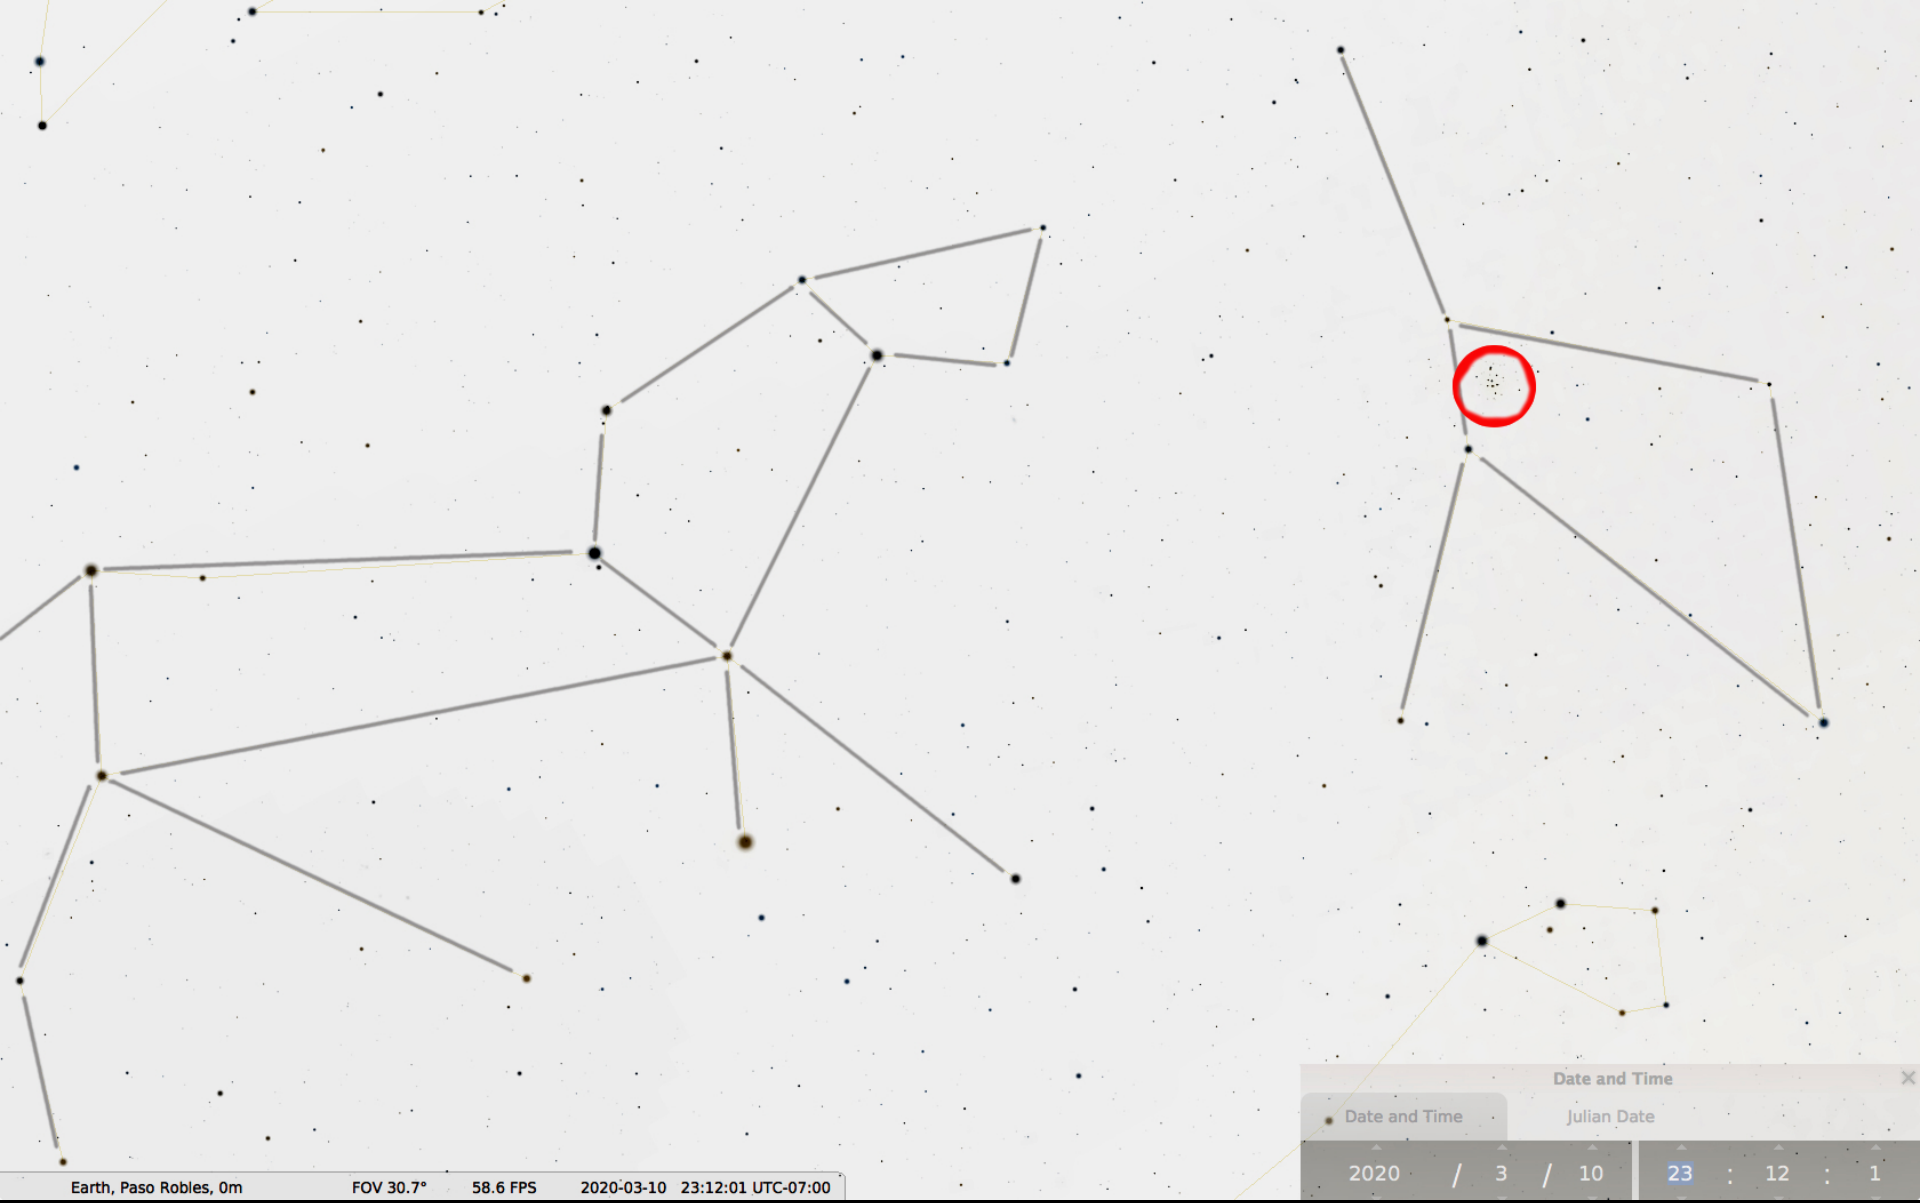 Date and Time
Date and Time Julian Date
2020 / 3 / 10 23 : 12 : 1
Earth, Paso Robles, 0m FOV 30.7° 58.6 FPS 2020-03-10 23:12:01 UTC-07:00